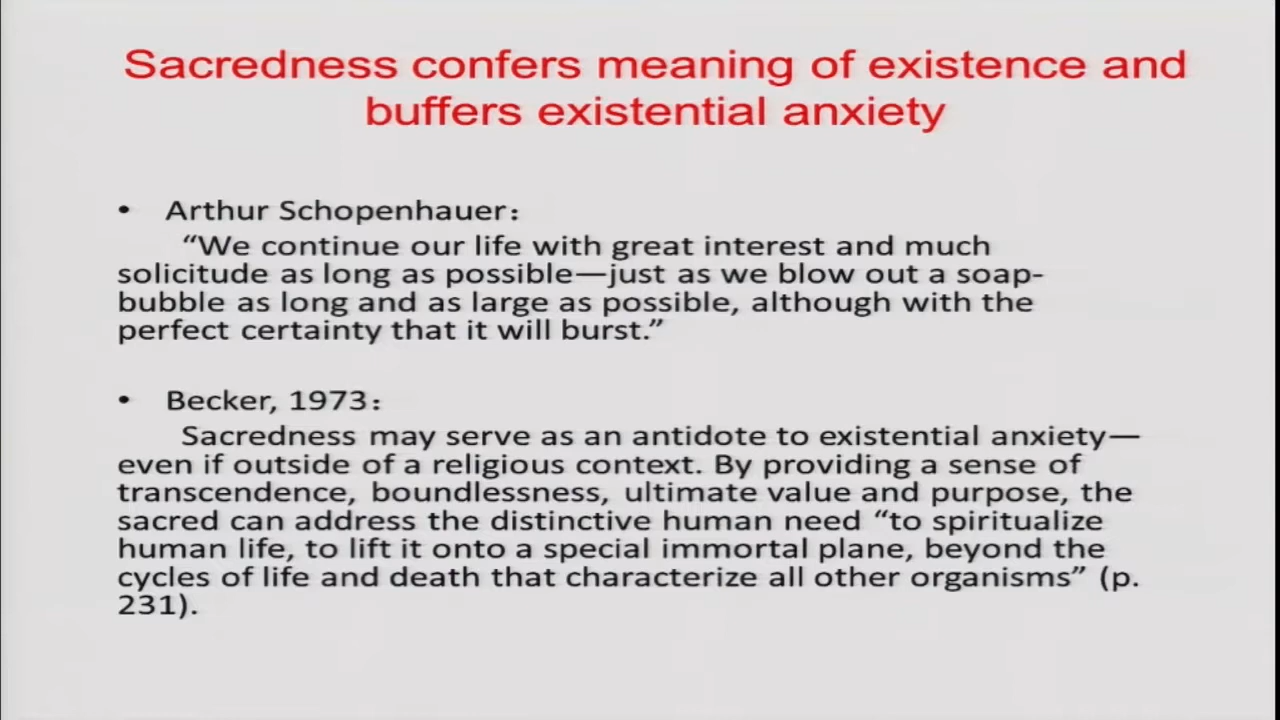 Sacredness confers meaning of existence and
buffers existential anxiety
• Arthur Schopenhauer：
“We continue our life with great interest and much
solicitude as long as possible—just as we blow out a soap-
bubble as long and as large as possible, although with the
perfect certainty that it will burst.”
• Becker, 1973：
Sacredness may serve as an antidote to existential anxiety—
even if outside of a religious context. By providing a sense of
transcendence, boundlessness, ultimate value and purpose, the
sacred can address the distinctive human need “to spiritualize
human life, to lift it onto a special immortal plane, beyond the
cycles of life and death that characterize all other organisms” (p.
231).